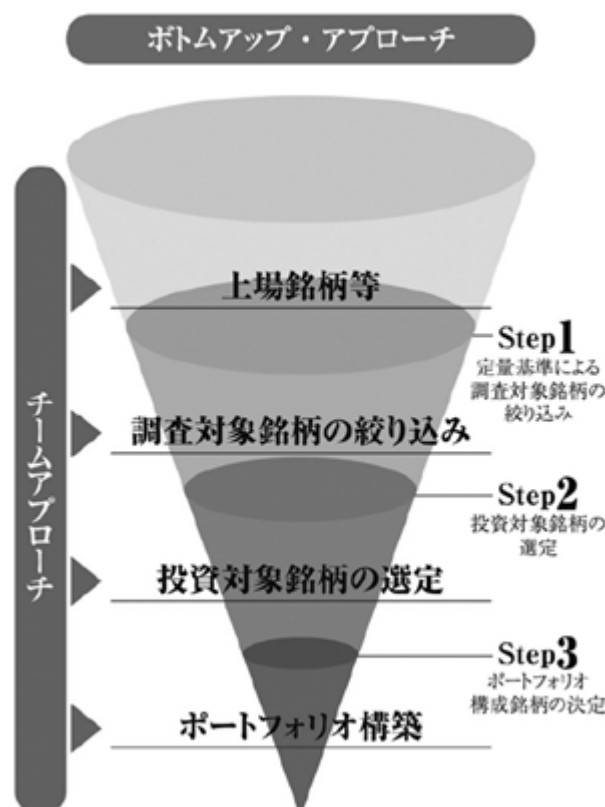 ボトムアップ・アプローチ
チームアプローチ
上場銘柄等
Step1
定量基準による
調査対象銘柄の
絞り込み
調査対象銘柄の絞り込み
Step2
投資対象銘柄の
選定
投資対象銘柄の選定
Step3
ポートフォリオ
構成銘柄の決定
ポートフォリオ構築